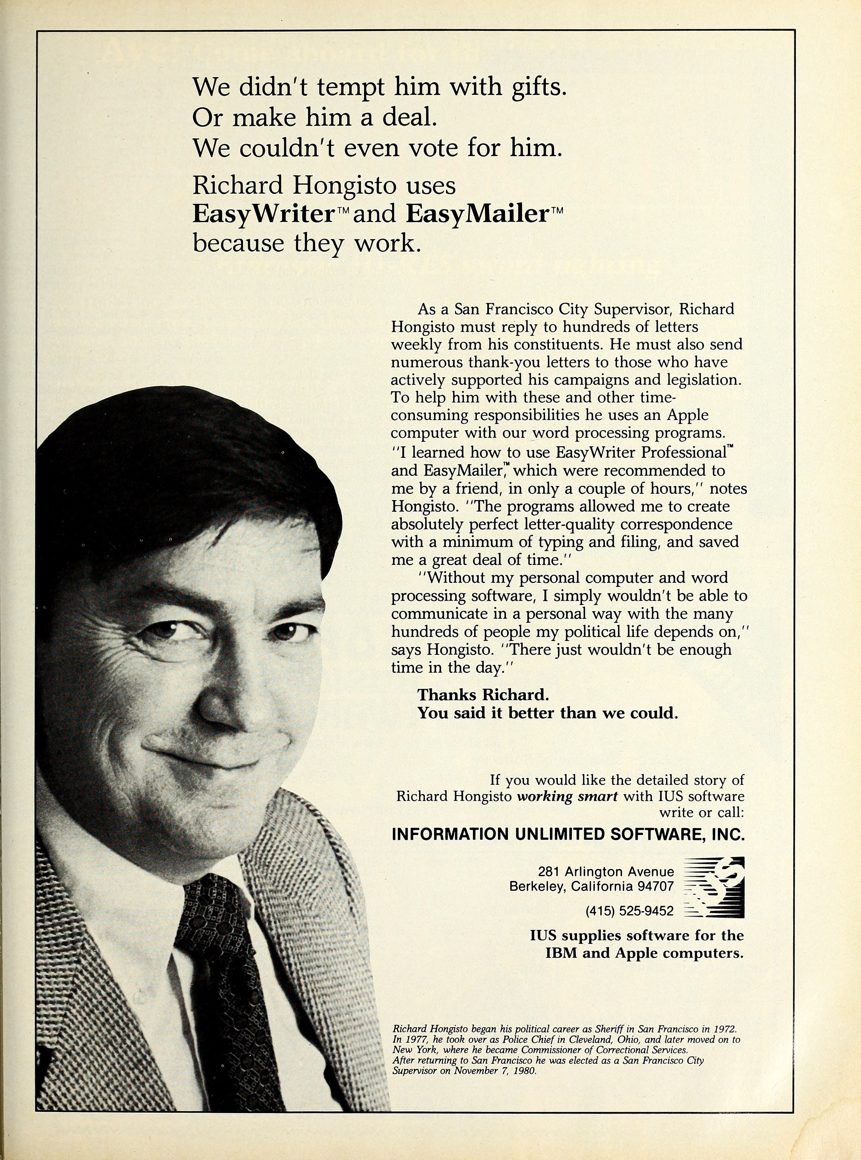 We didn't tempt him with gifts.
Or make him a deal.
We couldn't even vote for him.
Richard Hongisto uses
EasyWriter™ and EasyMailer™
because they work.
As a San Francisco City Supervisor, Richard
Hongisto must reply to hundreds of letters
weekly from his constituents. He must also send
numerous thank-you letters to those who have
actively supported his campaigns and legislation.
To help him with these and other time-
consuming responsibilities he uses an Apple
computer with our word processing programs.
''I learned how to use EasyWriter Professional™
and EasyMailer,™ which were recommended to
me by a friend, in only a couple of hours,'' notes
Hongisto. ''The programs allowed me to create
absolutely perfect letter-quality correspondence
with a minimum of typing and filing, and saved
me a great deal of time.''
''Without my personal computer and word
processing software, I simply wouldn't be able to
communicate in a personal way with the many
hundreds of people my political life depends on,''
says Hongisto. ''There just wouldn't be enough
time in the day.''
Thanks Richard.
You said it better than we could.
If you would like the detailed story of
Richard Hongisto working smart with IUS software
write or call:
INFORMATION UNLIMITED SOFTWARE, INC.
281 Arlington Avenue
Berkeley, California 94707
(415) 525-9452
IUS
IUS supplies software for the
IBM and Apple computers.
Richard Hongisto began his political career as Sheriff in San Francisco in 1972.
In 1977, he took over as Police Chief in Cleveland, Ohio, and later moved on to
New York, where he became Commissioner of Correctional Services.
After returning to San Francisco he was elected as a San Francisco City
Supervisor on November 7, 1980.